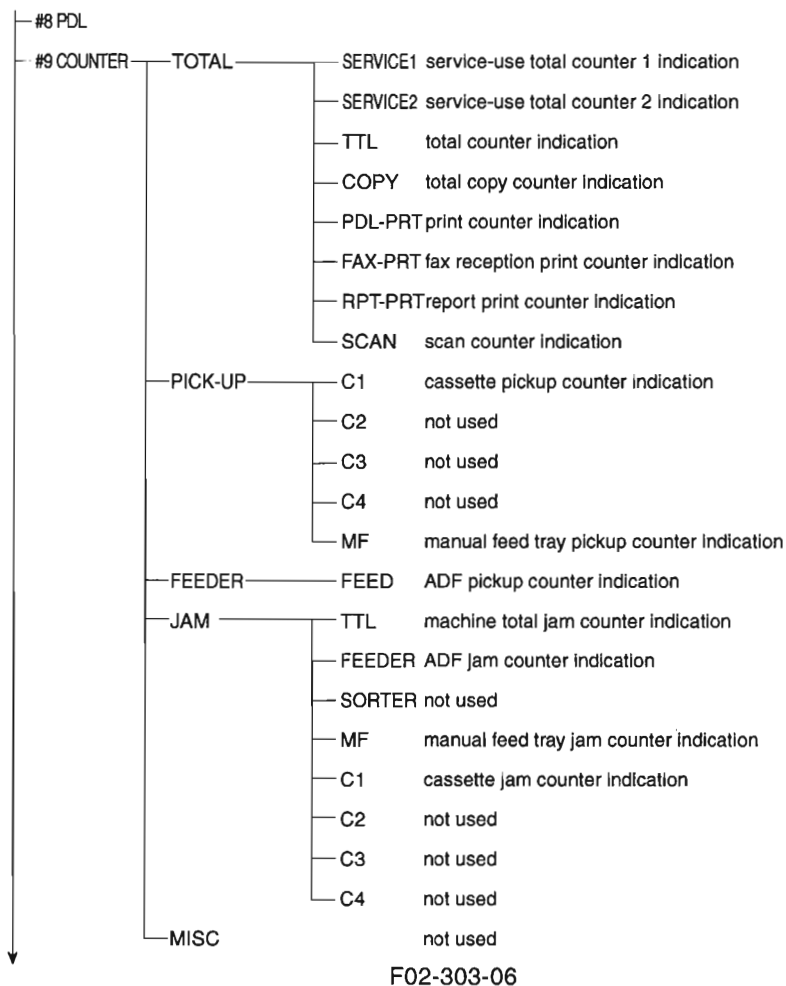 #8 PDL
#9 COUNTER TOTAL SERVICE1 service-use total counter 1 indication
SERVICE2 service-use total counter 2 indication
TTL total counter indication
COPY total copy counter indication
PDL-PRT print counter indication
FAX-PRT fax reception print counter indication
RPT-PRT report print counter indication
SCAN scan counter indication
PICK-UP C1 cassette pickup counter indication
C2 not used
C3 not used
C4 not used
MF manual feed tray pickup counter indication
FEEDER FEED ADF pickup counter indication
JAM TTL machine total jam counter indication
FEEDER ADF jam counter indication
SORTER not used
MF manual feed tray jam counter indication
C1 cassette jam counter indication
C2 not used
C3 not used
C4 not used
MISC not used
F02-303-06